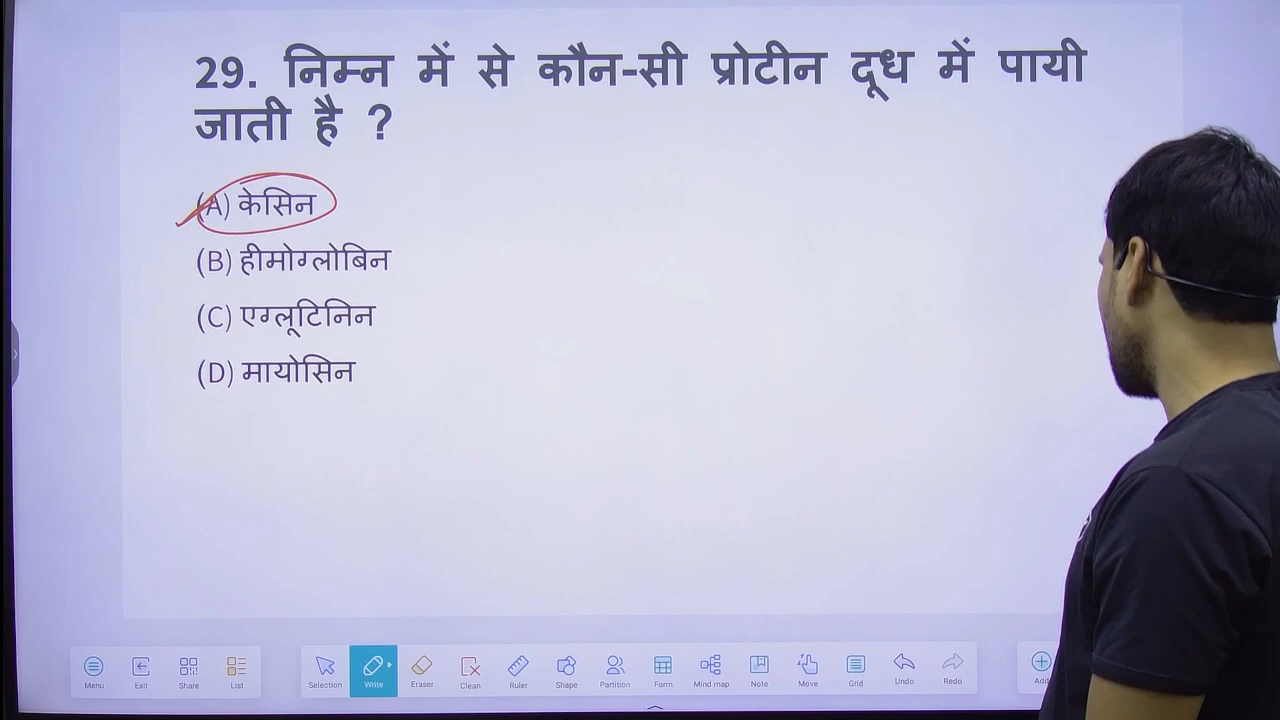 29. निम्न में से कौन-सी प्रोटीन दूध में पायी
जाती है ?
(A) केसिन
(B) हीमोग्लोबिन
(C) एग्लूटिनिन
(D) मायोसिन
Menu Exit Share List Selection Write Eraser Clean Ruler Shape Partition Form Mind map Note Move Grid Undo Redo Add